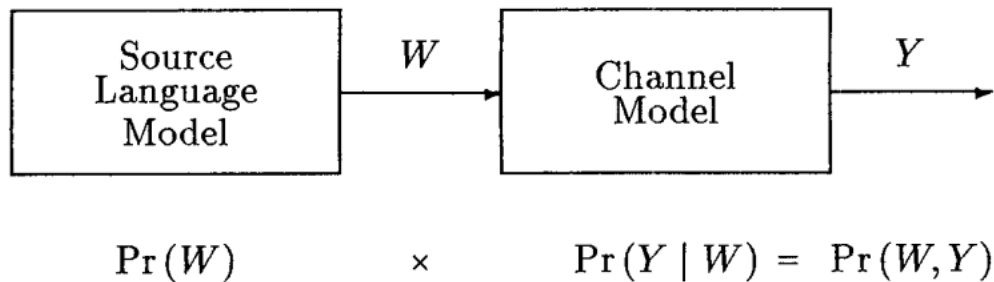 Source
Language
Model
W
Channel
Model
Y
Pr (W) × Pr (Y | W) = Pr (W, Y)